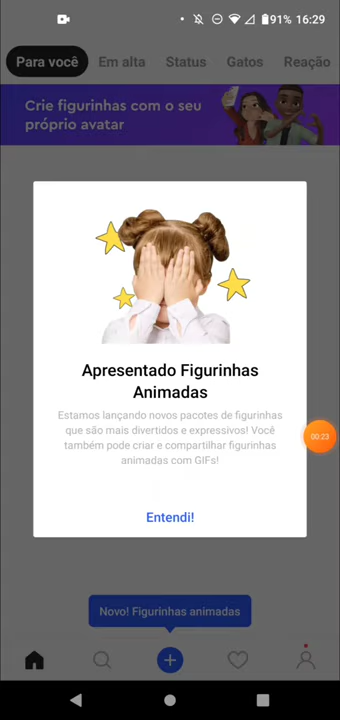 91% 16:29
Para você Em alta Status Gatos Reação
Crie figurinhas com o seu
próprio avatar
Apresentado Figurinhas
Animadas
Estamos lançando novos pacotes de figurinhas
que são mais divertidos e expressivos! Você
também pode criar e compartilhar figurinhas
animadas com GIFs!
00:23
Entendi!
Novo! Figurinhas animadas